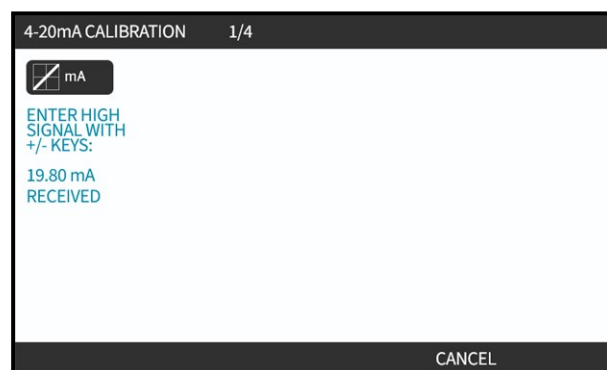 4-20mA CALIBRATION 1/4
mA
ENTER HIGH
SIGNAL WITH
+/- KEYS:
19.80 mA
RECEIVED
CANCEL